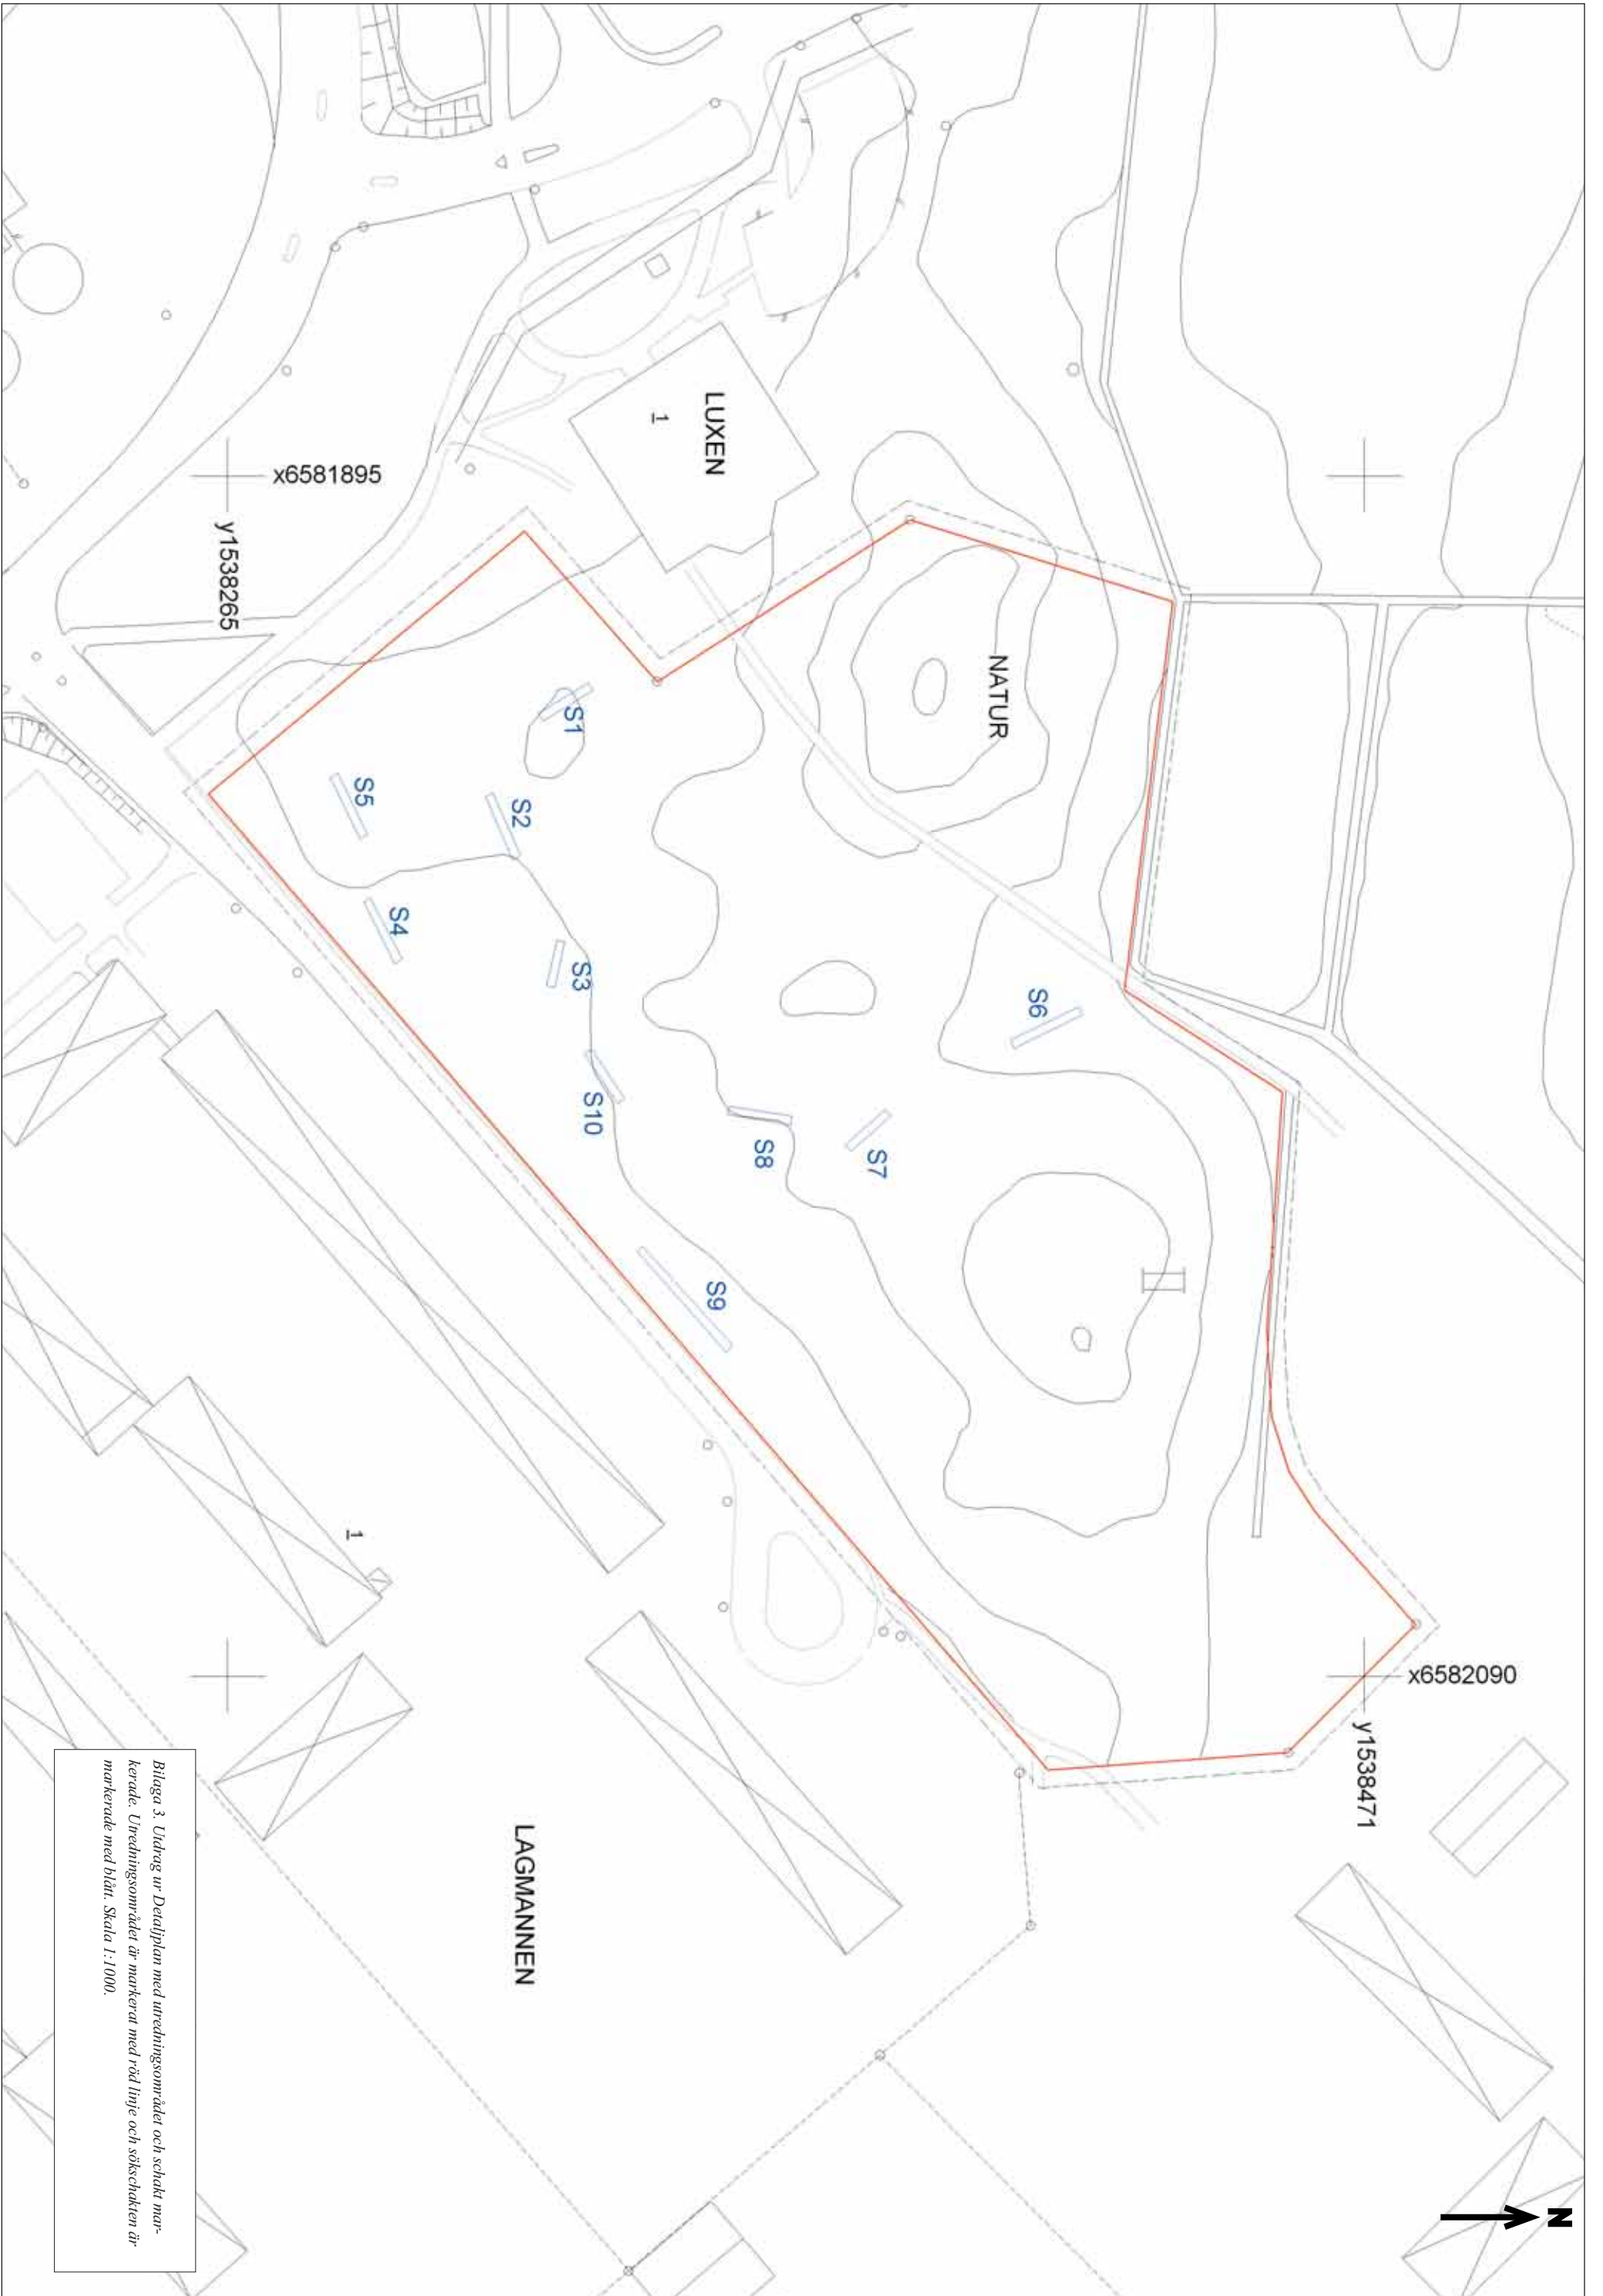 N
x6582090
y1538471
NATUR
LUXEN
1
S6
S7
S8
S1
S2
S3
S10
S9
S5
S4
x6581895
y1538265
1
LAGMANNEN
Bilaga 3. Utdrag ur Detaljplan med utredningsområdet och schakt mar-
kerade. Utredningsområdet är markerat med röd linje och sökschakten är
markerade med blått. Skala 1:1000.